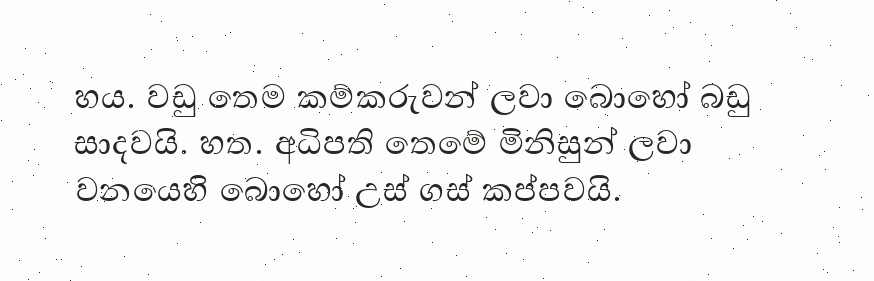 හය. වඩු තෙම කම්කරුවන් ලවා බොහෝ බඩු
සාදවයි. හත. අධිපති තෙමේ මිනිසුන් ලවා
වනයෙහි බොහෝ උස් ගස් කප්පවයි.